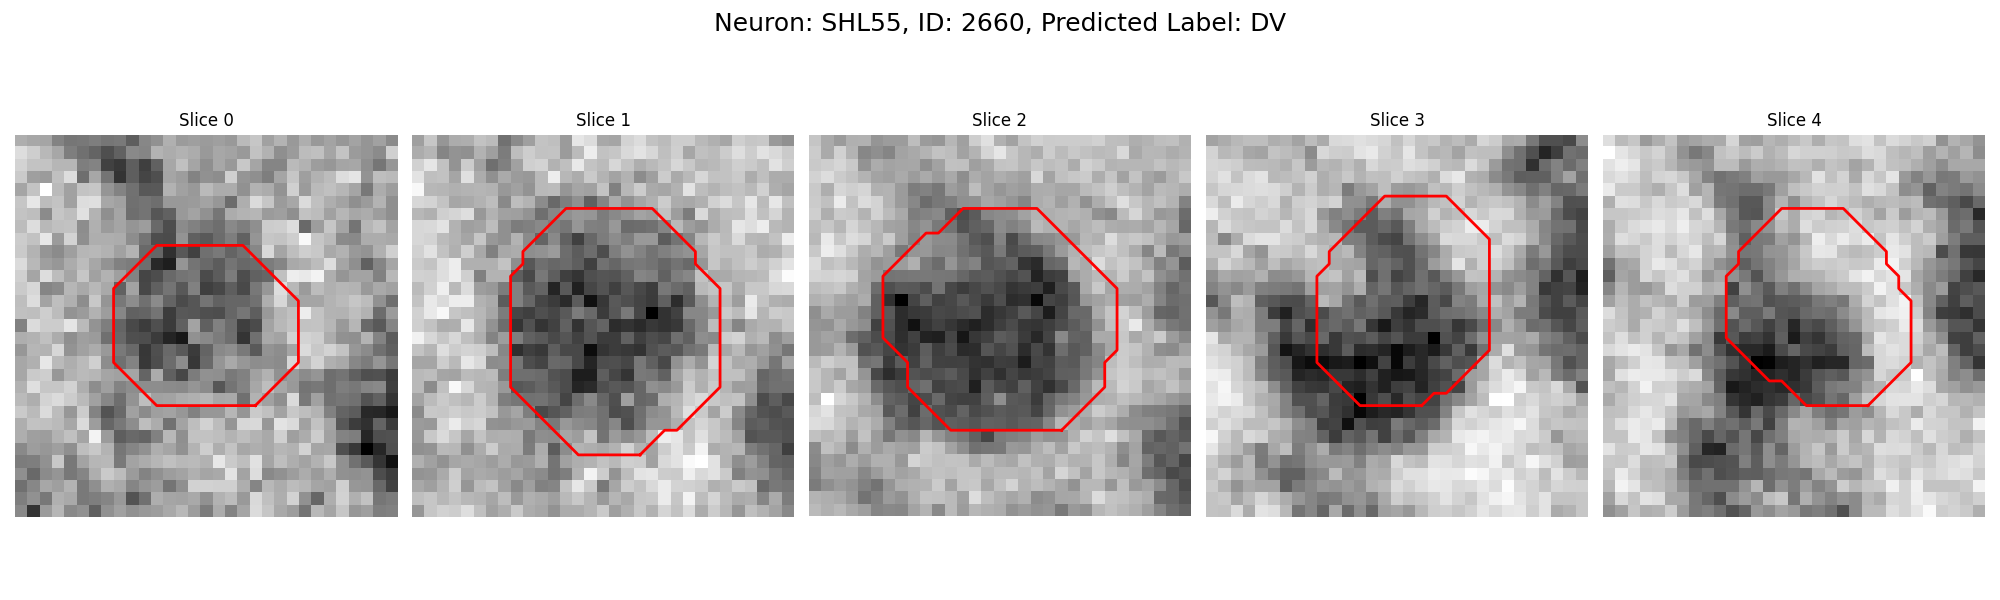 Neuron: SHL55, ID: 2660, Predicted Label: DV
Slice 0
Slice 1
Slice 2
Slice 3
Slice 4